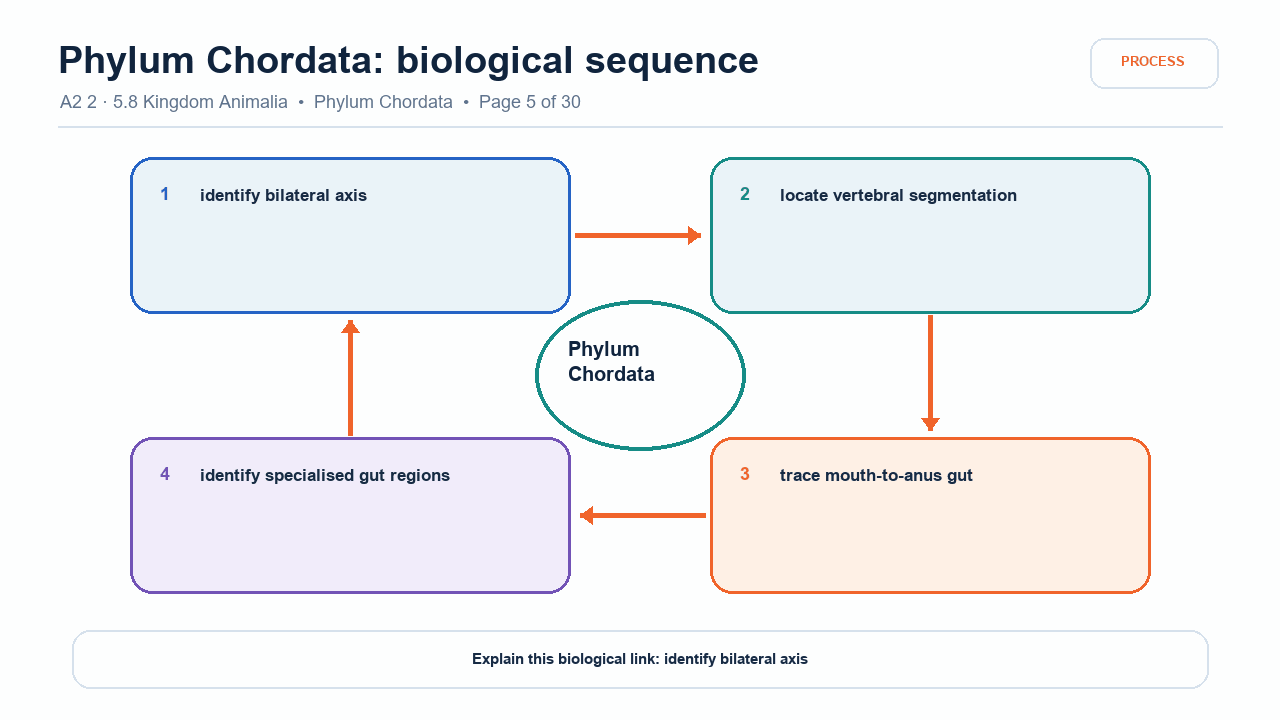 Phylum Chordata: biological sequence
PROCESS
A2 2 · 5.8 Kingdom Animalia • Phylum Chordata • Page 5 of 30
1 identify bilateral axis
2 locate vertebral segmentation
Phylum
Chordata
4 identify specialised gut regions
3 trace mouth-to-anus gut
Explain this biological link: identify bilateral axis